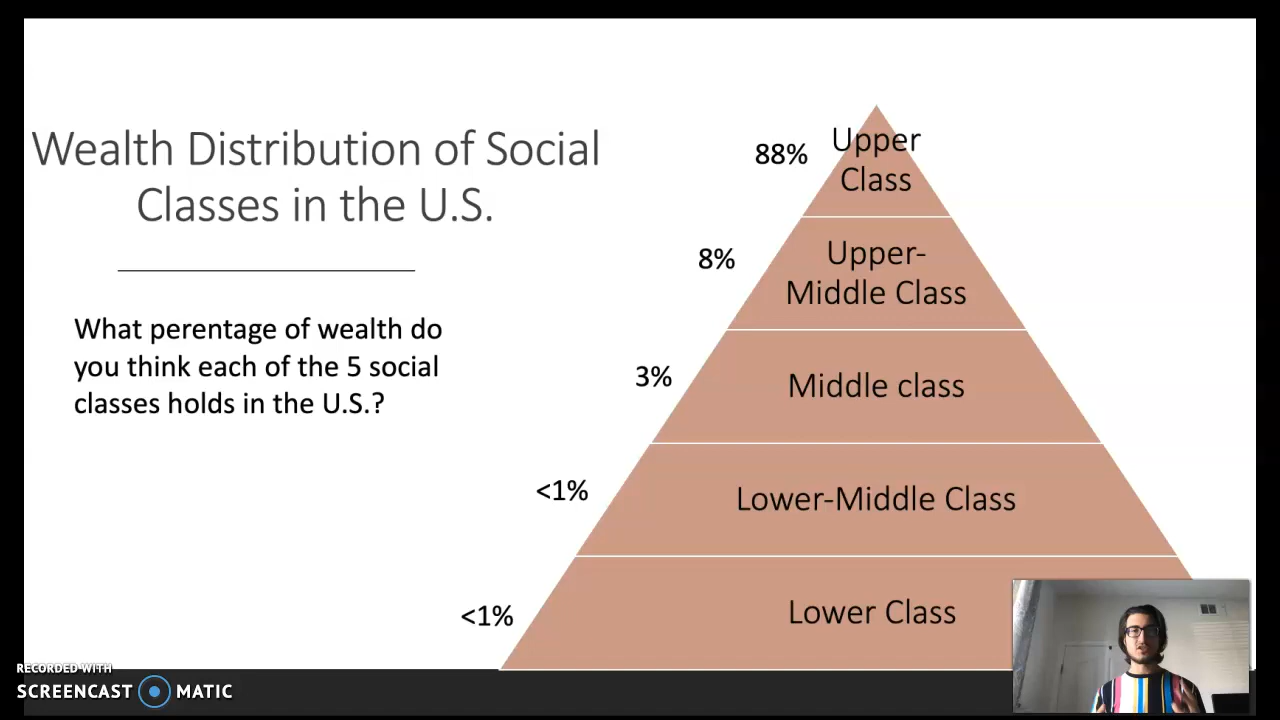 Wealth Distribution of Social
Classes in the U.S.
What perentage of wealth do
you think each of the 5 social
classes holds in the U.S.?
88%
Upper
Class
8%
Upper-
Middle Class
3%
Middle class
<1%
Lower-Middle Class
<1%
Lower Class
RECORDED WITH
SCREENCAST MATIC